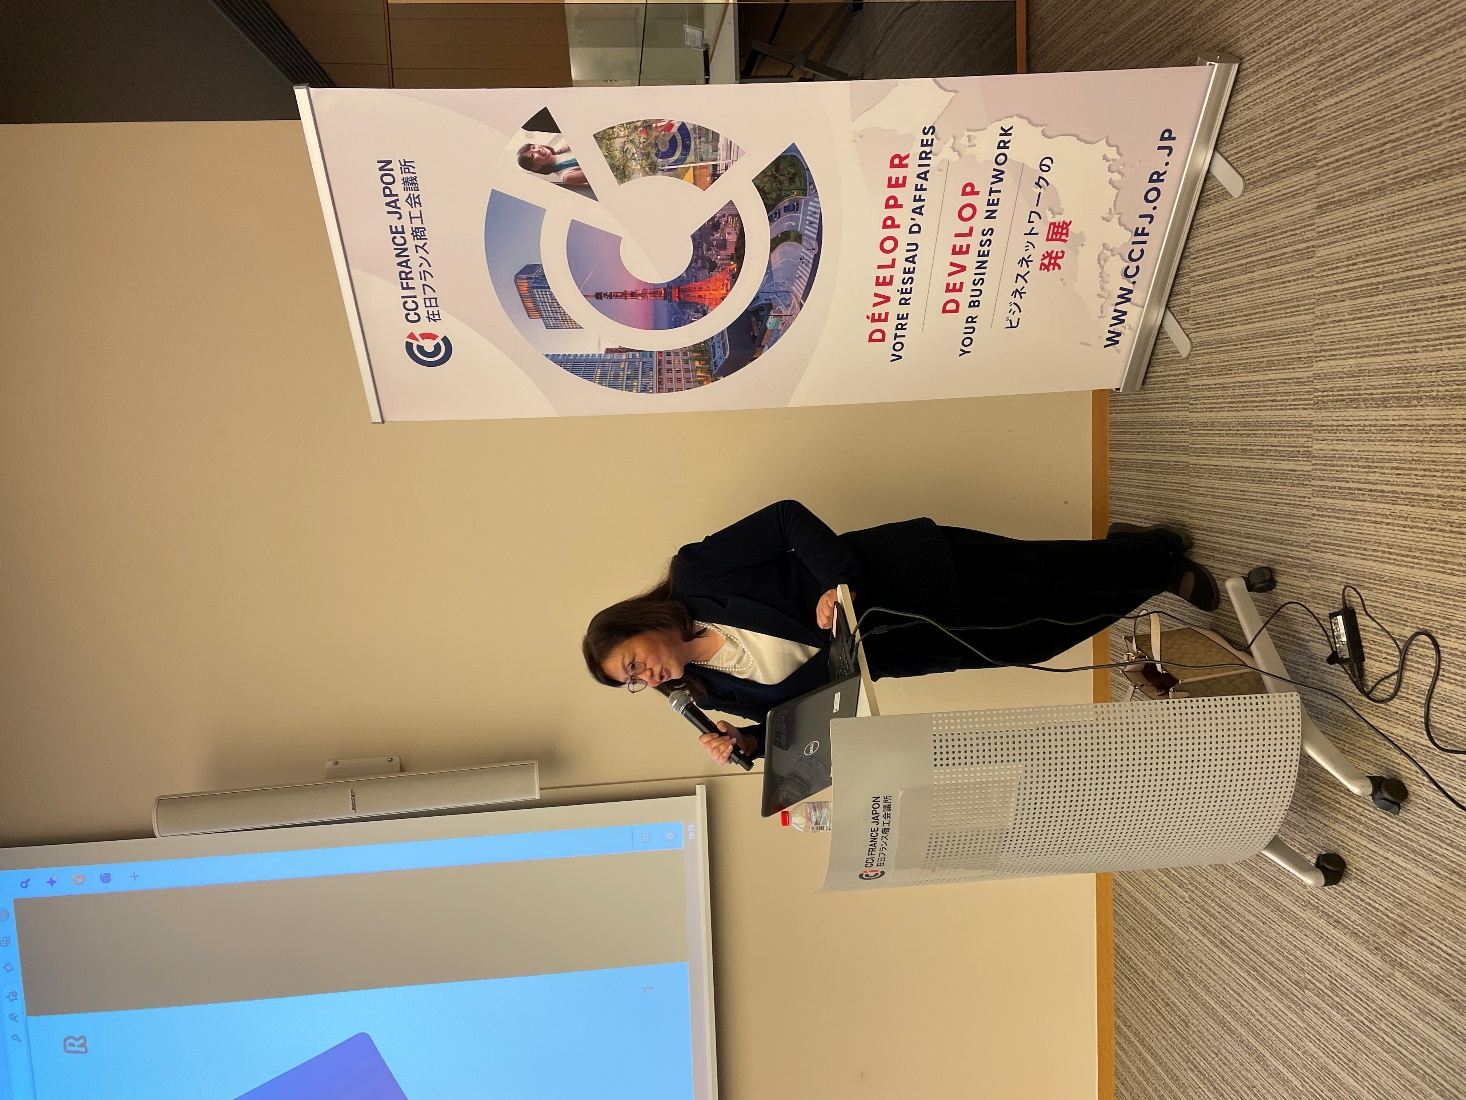 CCI FRANCE JAPON
在日フランス商工会議所
DÉVELOPPER
VOTRE RÉSEAU D'AFFAIRES
DEVELOP
YOUR BUSINESS NETWORK
ビジネスネットワークの
発展
WWW.CCIFJ.OR.JP
BOSE
DELL
CCI FRANCE JAPON
在日フランス商工会議所
R